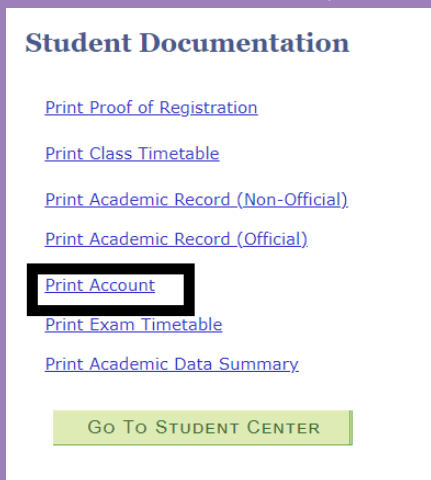 Student Documentation
Print Proof of Registration
Print Class Timetable
Print Academic Record (Non-Official)
Print Academic Record (Official)
Print Account
Print Exam Timetable
Print Academic Data Summary
Go To Student Center